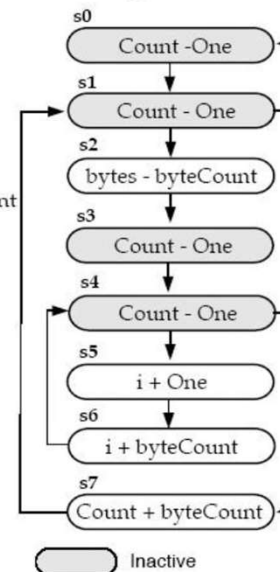 s0
Count -One
s1
Count - One
s2
bytes - byteCount
nt
s3
Count - One
s4
Count - One
s5
i + One
s6
i + byteCount
s7
Count + byteCount
Inactive